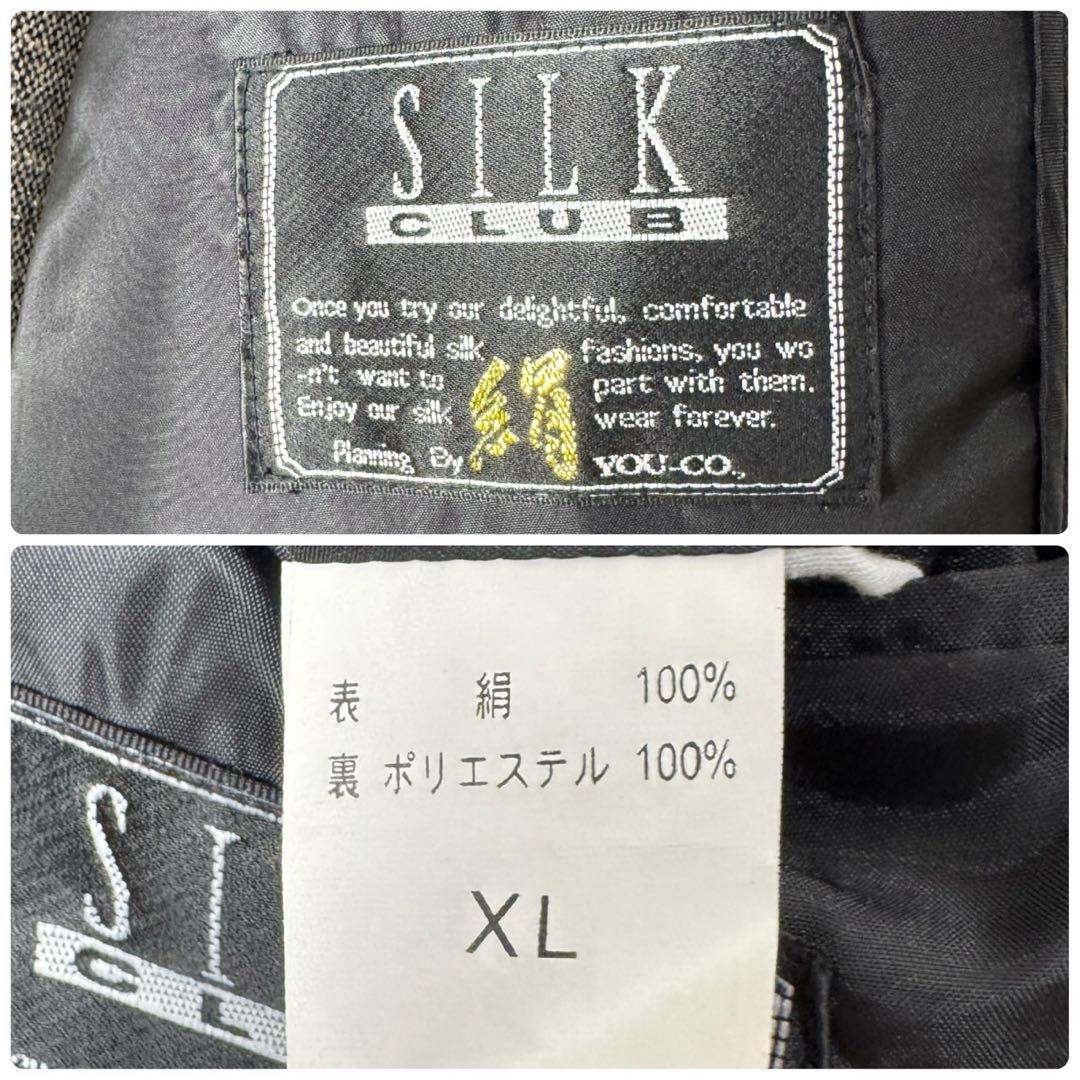 SILK
CLUB
Once you try our delightful, comfortable
and beautiful silk fashions, you wo
-n't want to part with them.
Enjoy our silk wear forever.
絹
Planning By YOU-CO.,
表 絹 100%
裏 ポリエステル 100%
XL
SI
CL